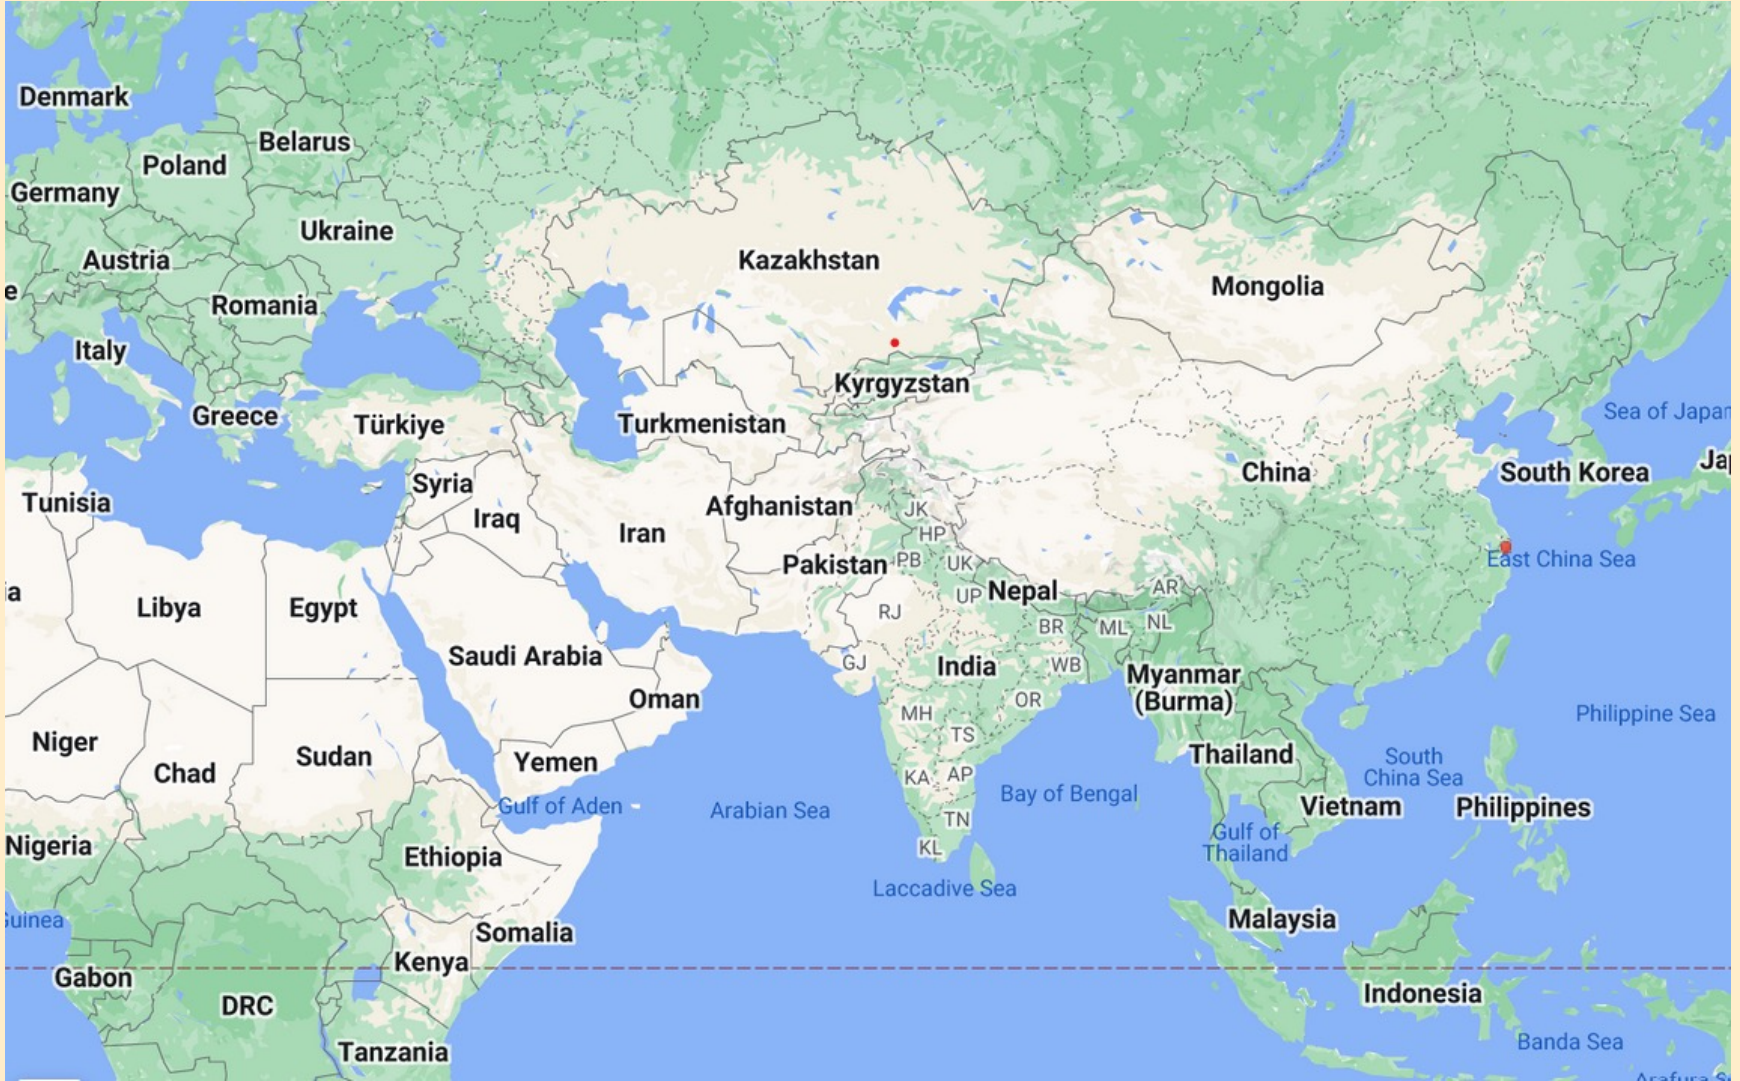 Denmark
Belarus
Poland
Germany
Ukraine
Austria
Kazakhstan
Mongolia
e
Romania
Italy
Kyrgyzstan
Sea of Japan
Greece
Türkiye
Turkmenistan
Ja
China
South Korea
Syria
Tunisia
Afghanistan
JK
Iraq
Iran
HP
East China Sea
Pakistan
PB
UK
Nepal
AR
UP
ia
Libya
Egypt
RJ
BR
ML
NL
Saudi Arabia
GJ
India
WB
Myanmar
(Burma)
Oman
OR
MH
Philippine Sea
TS
Niger
Sudan
Yemen
Thailand
South
China Sea
Chad
KA
AP
Bay of Bengal
Gulf of Aden
Arabian Sea
Vietnam
Philippines
TN
Gulf of
Thailand
Nigeria
KL
Ethiopia
Laccadive Sea
Guinea
Malaysia
Somalia
Kenya
Gabon
Indonesia
DRC
Banda Sea
Tanzania
Arafura S